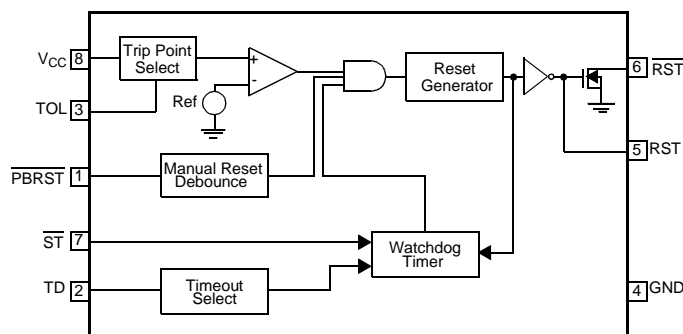 VCC 8
Trip Point
Select
+
-
Ref
TOL
3
Reset
Generator
6 RST
5 RST
PBRST
1
Manual Reset
Debounce
ST
7
Watchdog
Timer
TD 2
Timeout
Select
4 GND